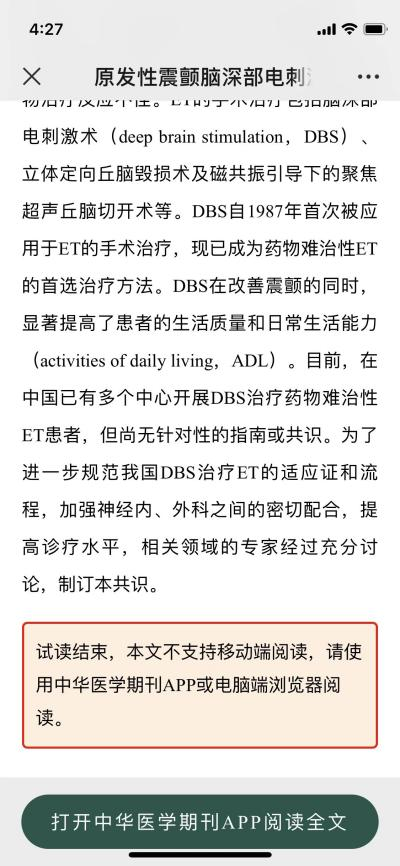 4:27
原发性震颤脑深部电刺
物治疗反应不佳。ET的手术治疗包括脑深部
电刺激术（deep brain stimulation，DBS）、
立体定向丘脑毁损术及磁共振引导下的聚焦
超声丘脑切开术等。DBS自1987年首次被应
用于ET的手术治疗，现已成为药物难治性ET
的首选治疗方法。DBS在改善震颤的同时，
显著提高了患者的生活质量和日常生活能力
（activities of daily living，ADL）。目前，在
中国已有多个中心开展DBS治疗药物难治性
ET患者，但尚无针对性的指南或共识。为了
进一步规范我国DBS治疗ET的适应证和流
程，加强神经内、外科之间的密切配合，提
高诊疗水平，相关领域的专家经过充分讨
论，制订本共识。
试读结束，本文不支持移动端阅读，请使
用中华医学期刊APP或电脑端浏览器阅
读。
打开中华医学期刊APP阅读全文